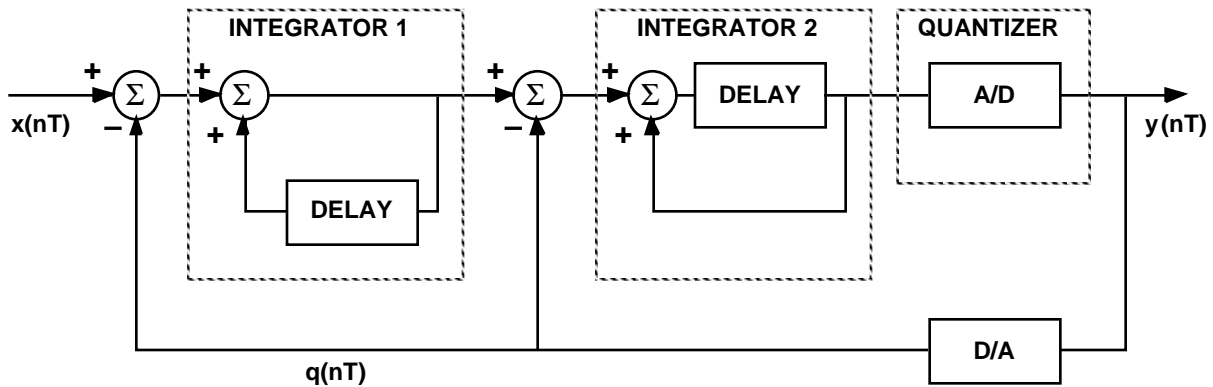 INTEGRATOR 1
INTEGRATOR 2
QUANTIZER
+
Σ
+
Σ
+
Σ
+
Σ
DELAY
A/D
x(nT)
−
+
−
+
y(nT)
DELAY
D/A
q(nT)